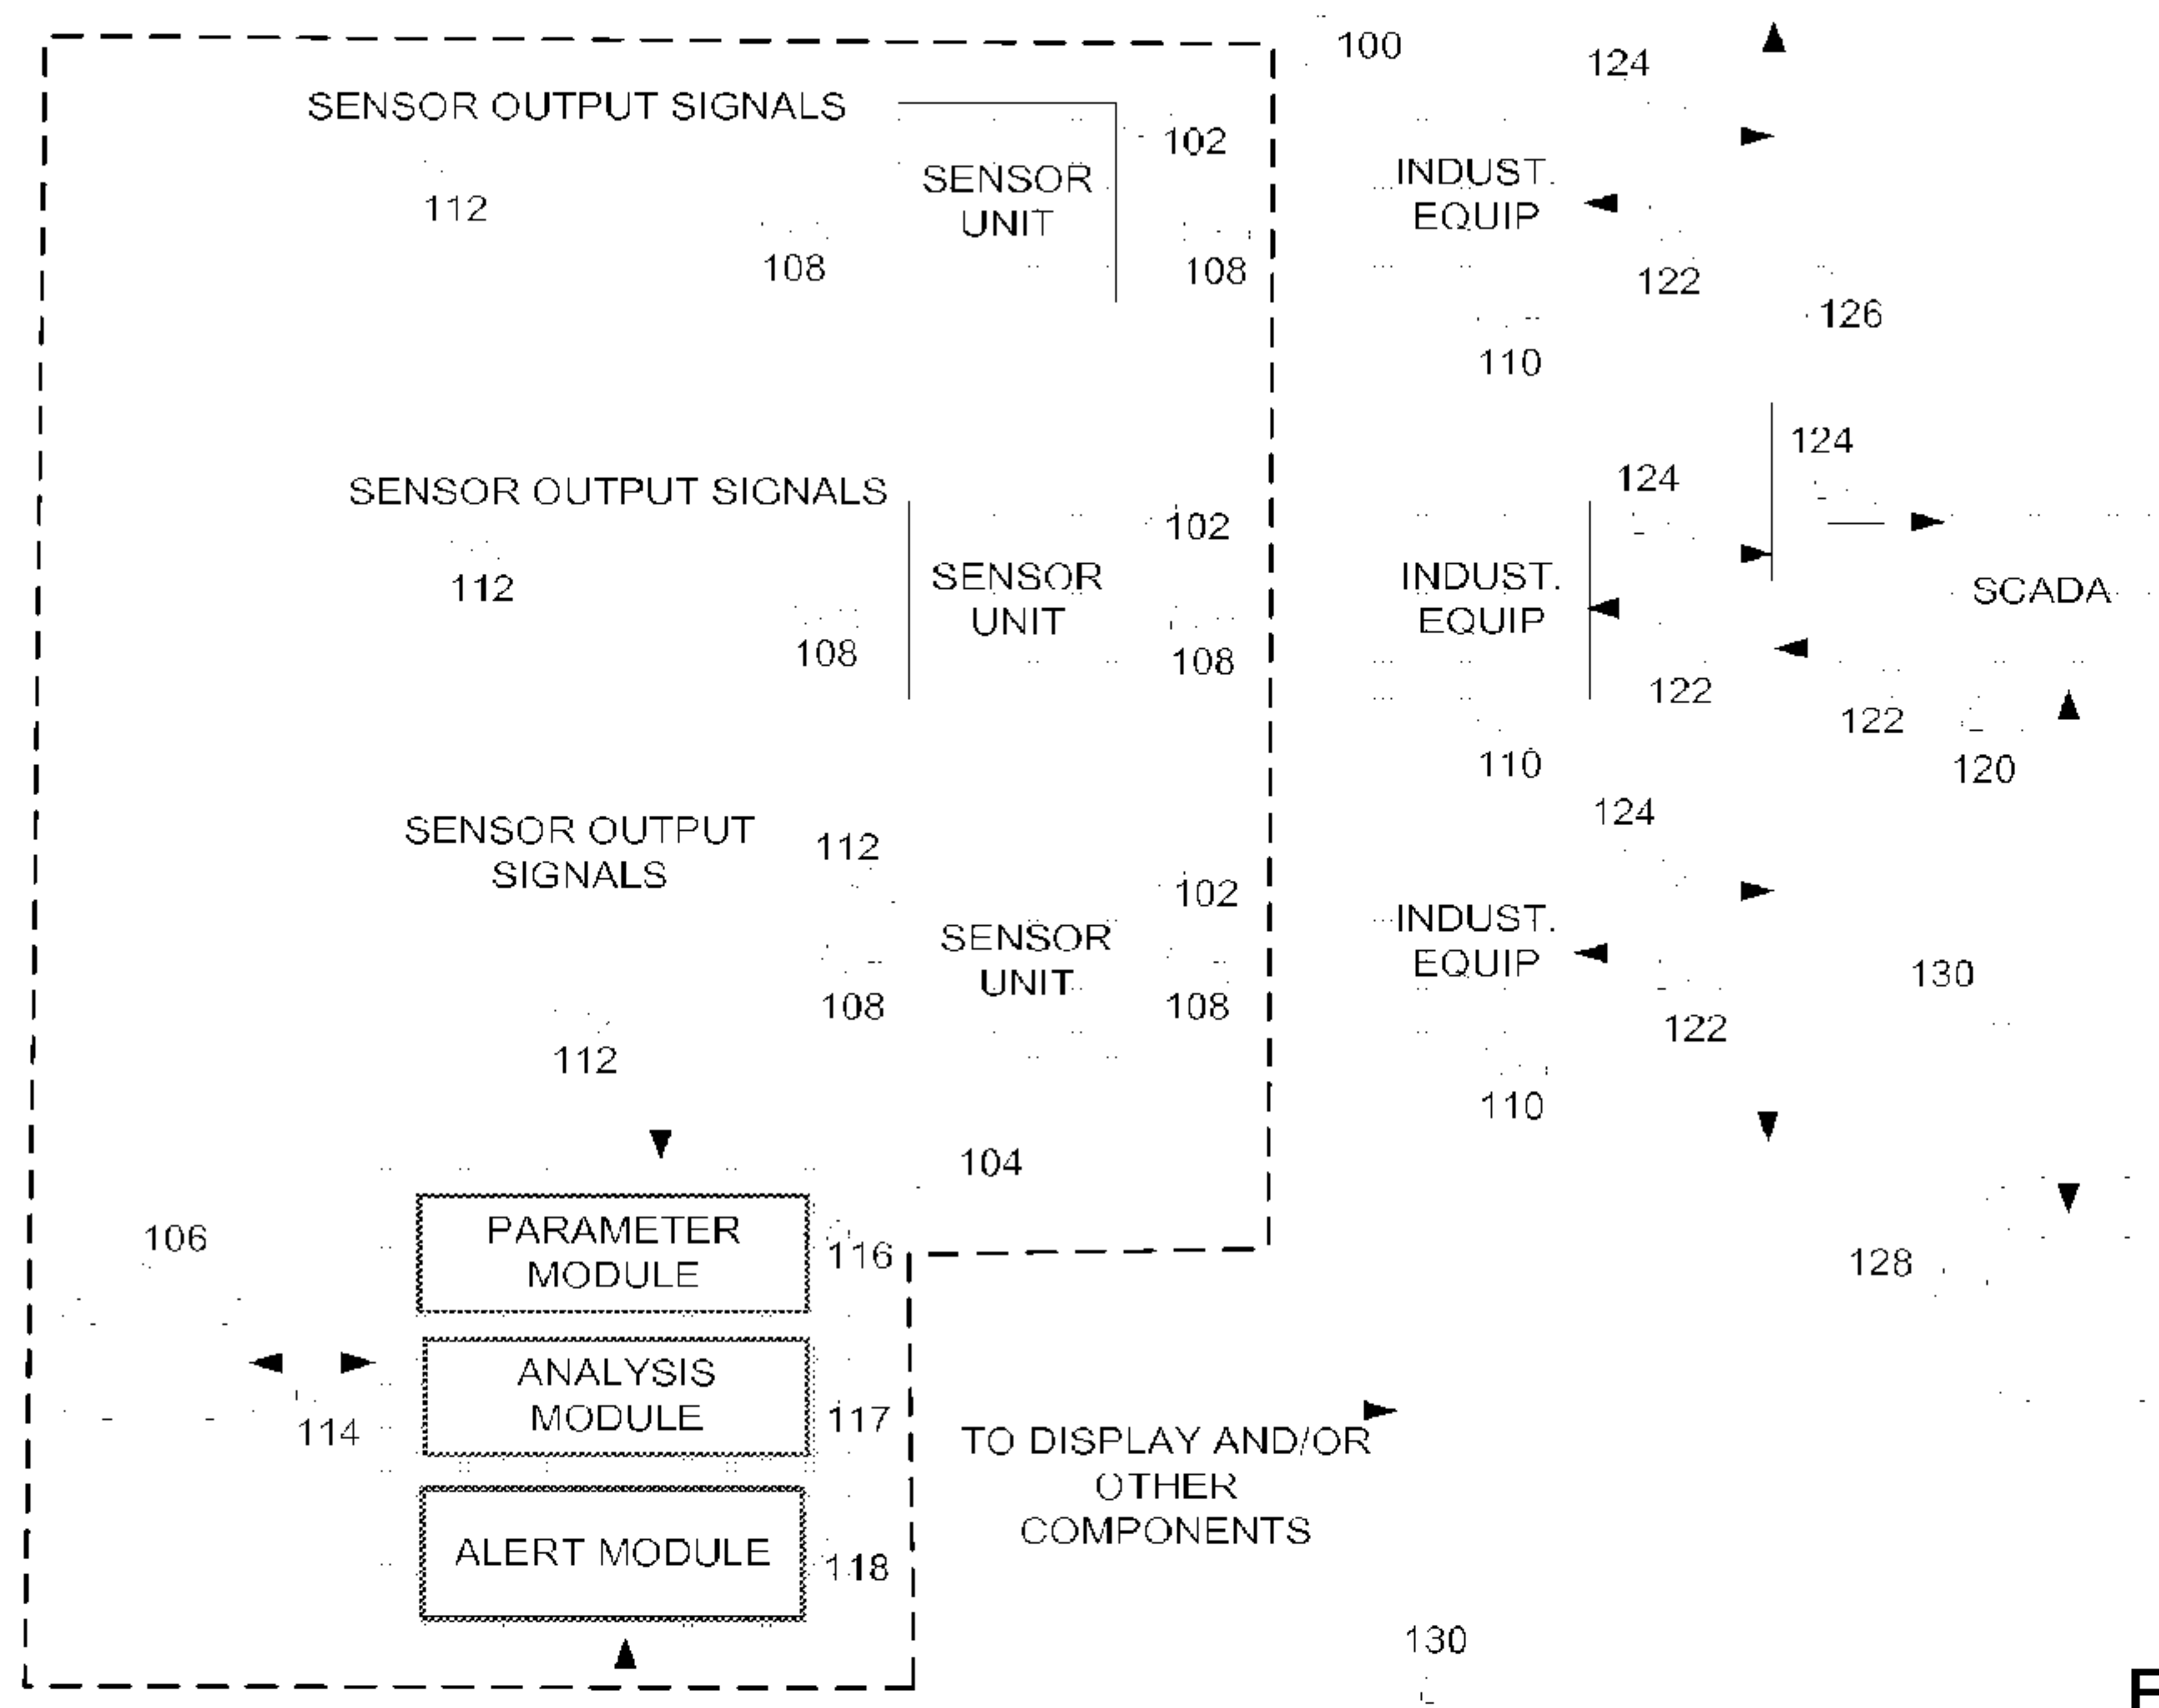 100
124
SENSOR OUTPUT SIGNALS
102
112
SENSOR
UNIT
INDUST.
EQUIP
108
108
122
126
110
124
124
SENSOR OUTPUT SIGNALS
102
112
SENSOR
UNIT
INDUST.
EQUIP
SCADA
108
108
122
122
110
120
124
SENSOR OUTPUT
SIGNALS
112
102
SENSOR
UNIT
INDUST.
EQUIP
130
108
108
122
112
110
104
106
PARAMETER
MODULE
116
128
ANALYSIS
MODULE
117
114
TO DISPLAY AND/OR
OTHER
COMPONENTS
ALERT MODULE
118
130